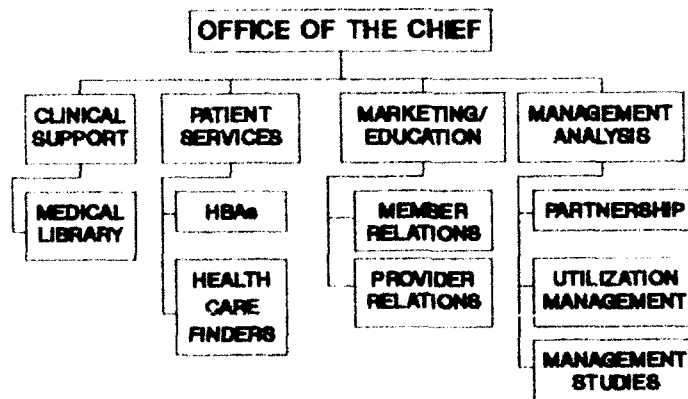 OFFICE OF THE CHIEF
CLINICAL
SUPPORT
PATIENT
SERVICES
MARKETING/
EDUCATION
MANAGEMENT
ANALYSIS
MEDICAL
LIBRARY
HBAs
HEALTH
CARE
FINDERS
MEMBER
RELATIONS
PROVIDER
RELATIONS
PARTNERSHIP
UTILIZATION
MANAGEMENT
MANAGEMENT
STUDIES